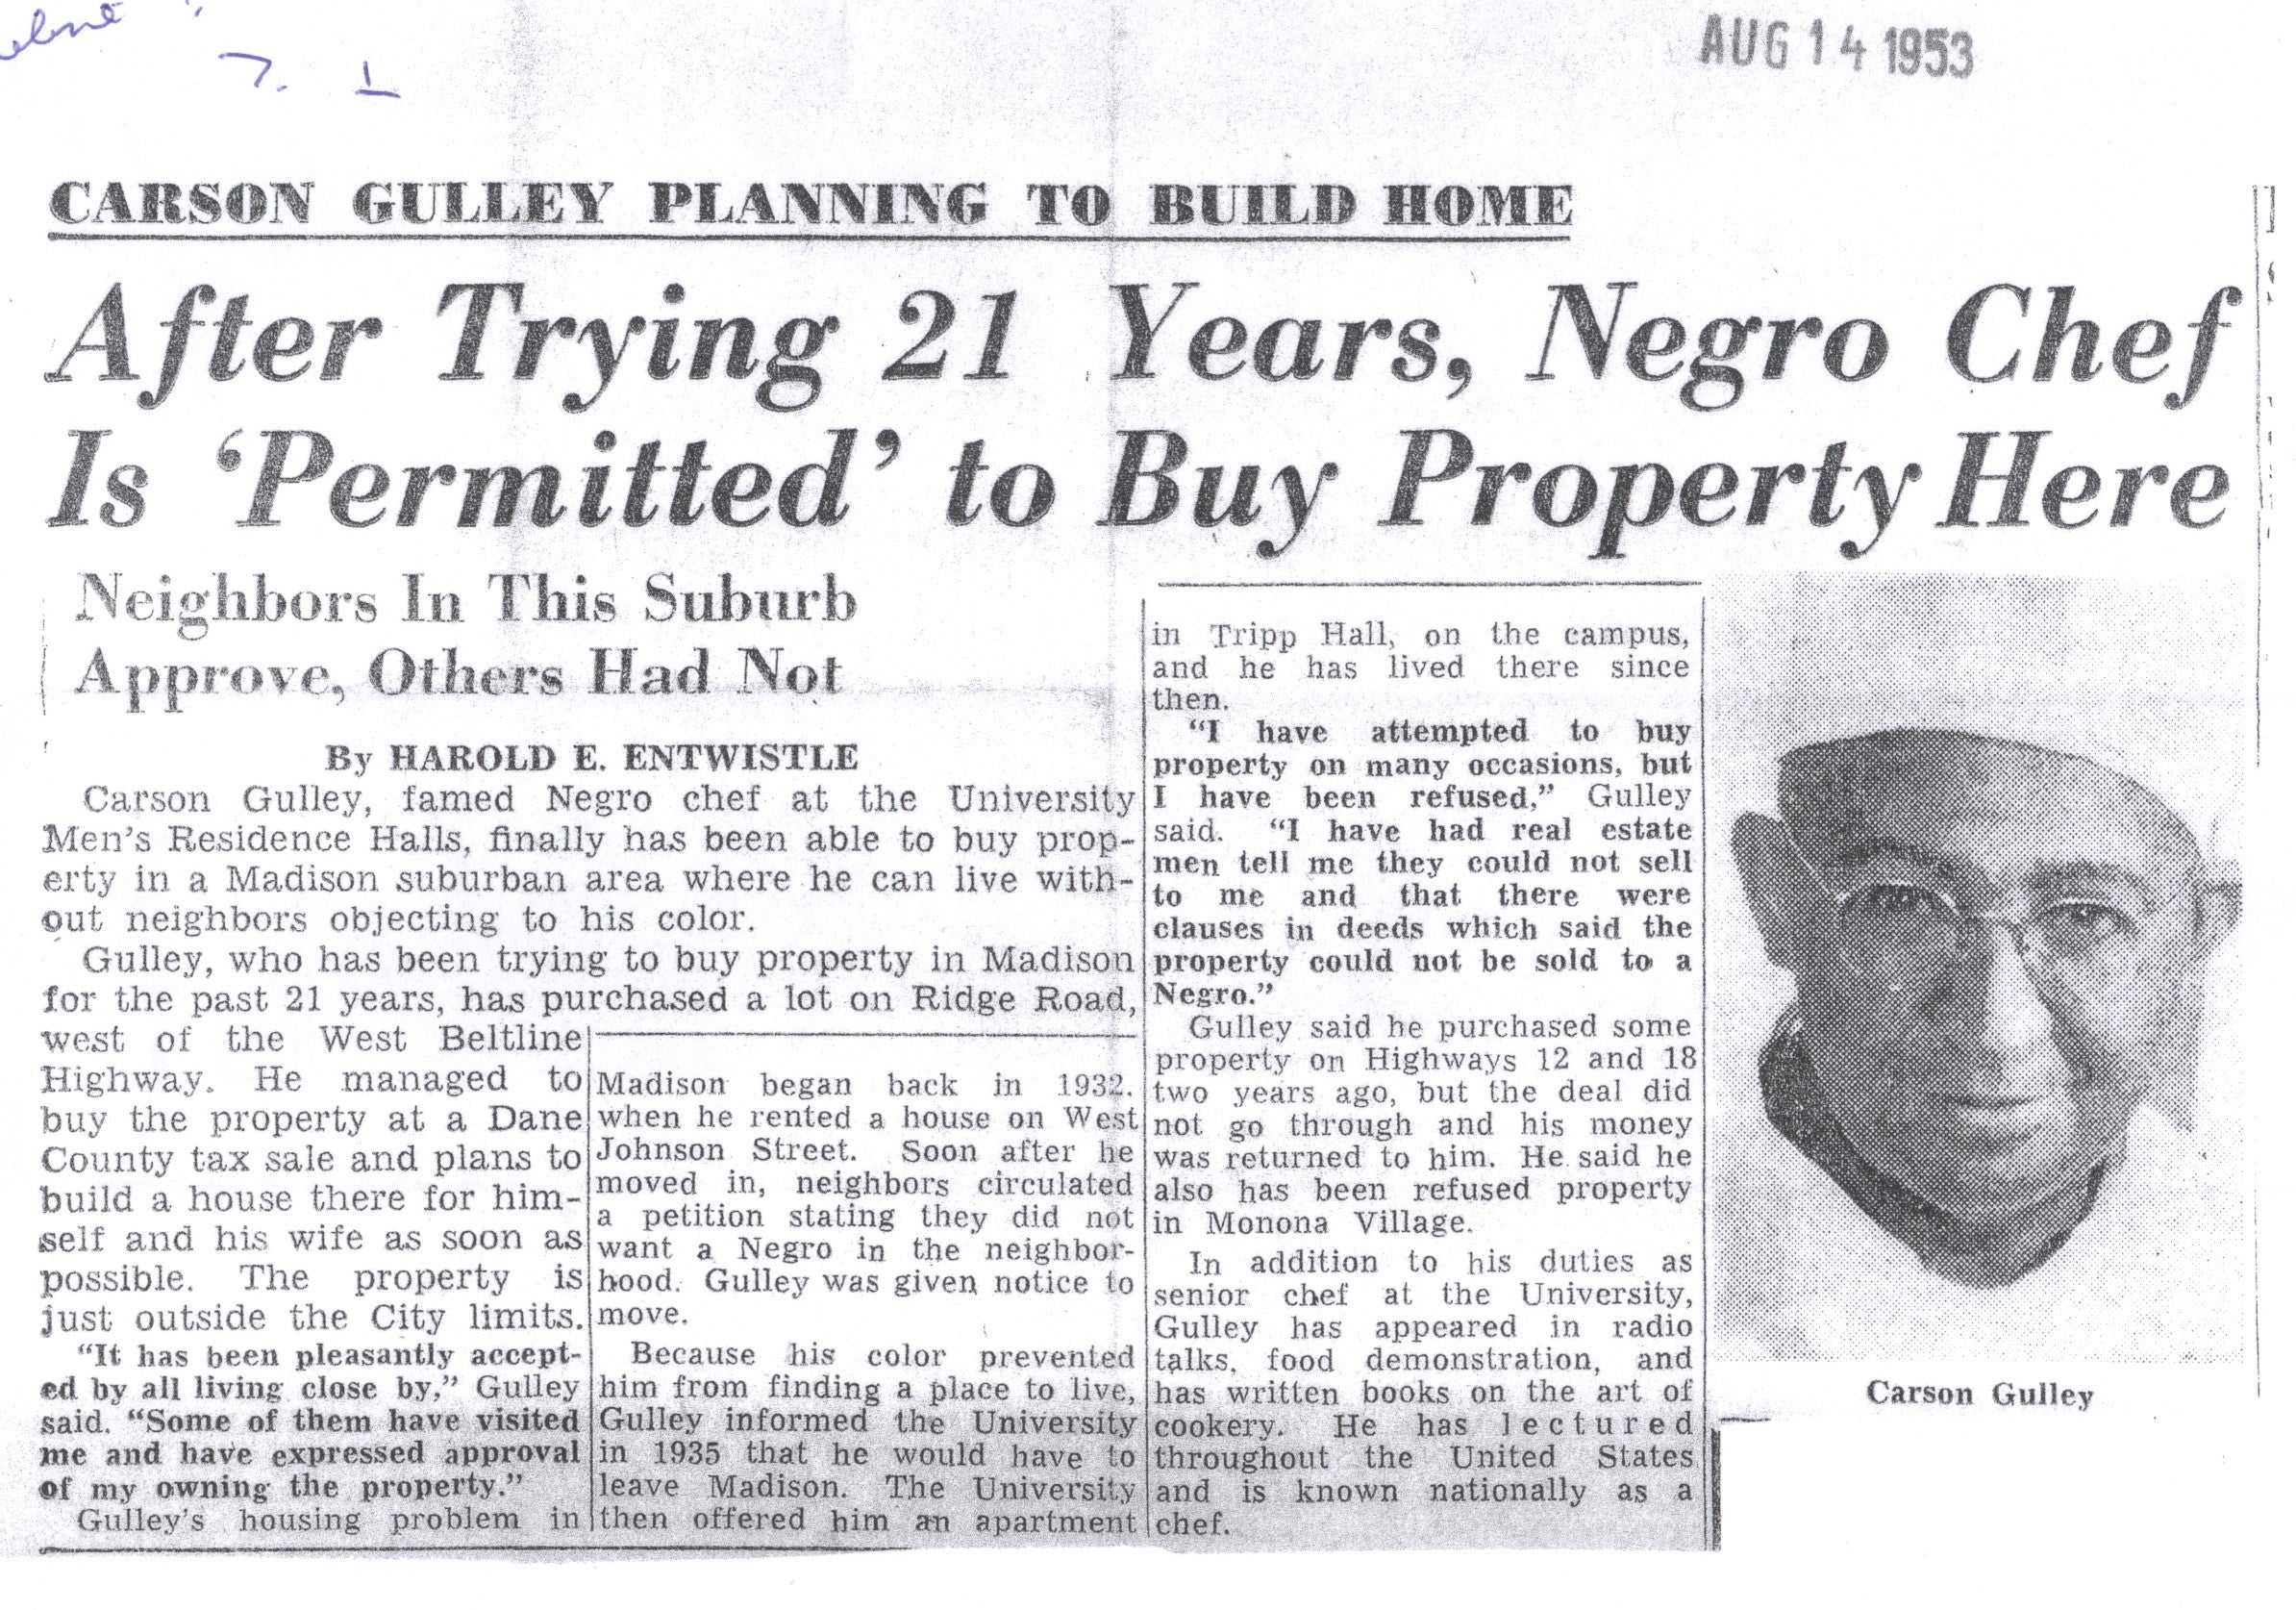 AUG 14 1953
CARSON GULLEY PLANNING TO BUILD HOME
After Trying 21 Years, Negro Chef
Is ‘Permitted’ to Buy Property Here
Neighbors In This Suburb
Approve, Others Had Not
By HAROLD E. ENTWISTLE
Carson Gulley, famed Negro chef at the University
Men's Residence Halls, finally has been able to buy prop-
erty in a Madison suburban area where he can live with-
out neighbors objecting to his color.
Gulley, who has been trying to buy property in Madison
for the past 21 years, has purchased a lot on Ridge Road,
west of the West Beltline
Highway. He managed to
buy the property at a Dane
County tax sale and plans to
build a house there for him-
self and his wife as soon as
possible. The property is
just outside the City limits.
“It has been pleasantly accept-
ed by all living close by,” Gulley
said. “Some of them have visited
me and have expressed approval
of my owning the property.”
Gulley's housing problem in
Madison began back in 1932,
when he rented a house on West
Johnson Street. Soon after he
moved in, neighbors circulated
a petition stating they did not
want a Negro in the neighbor-
hood. Gulley was given notice to
move.
Because his color prevented
him from finding a place to live,
Gulley informed the University
in 1935 that he would have to
leave Madison. The University
then offered him an apartment
in Tripp Hall, on the campus,
and he has lived there since
then.
“I have attempted to buy
property on many occasions, but
I have been refused,” Gulley
said. “I have had real estate
men tell me they could not sell
to me and that there were
clauses in deeds which said the
property could not be sold to a
Negro.”
Gulley said he purchased some
property on Highways 12 and 18
two years ago, but the deal did
not go through and his money
was returned to him. He said he
also has been refused property
in Monona Village.
In addition to his duties as
senior chef at the University,
Gulley has appeared in radio
talks, food demonstration, and
has written books on the art of
cookery. He has lectured
throughout the United States
and is known nationally as a
chef.
Carson Gulley